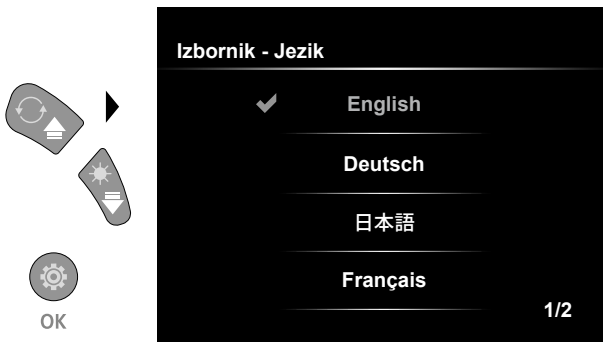 Izbornik - Jezik
English
Deutsch
日本語
Français
1/2
OK